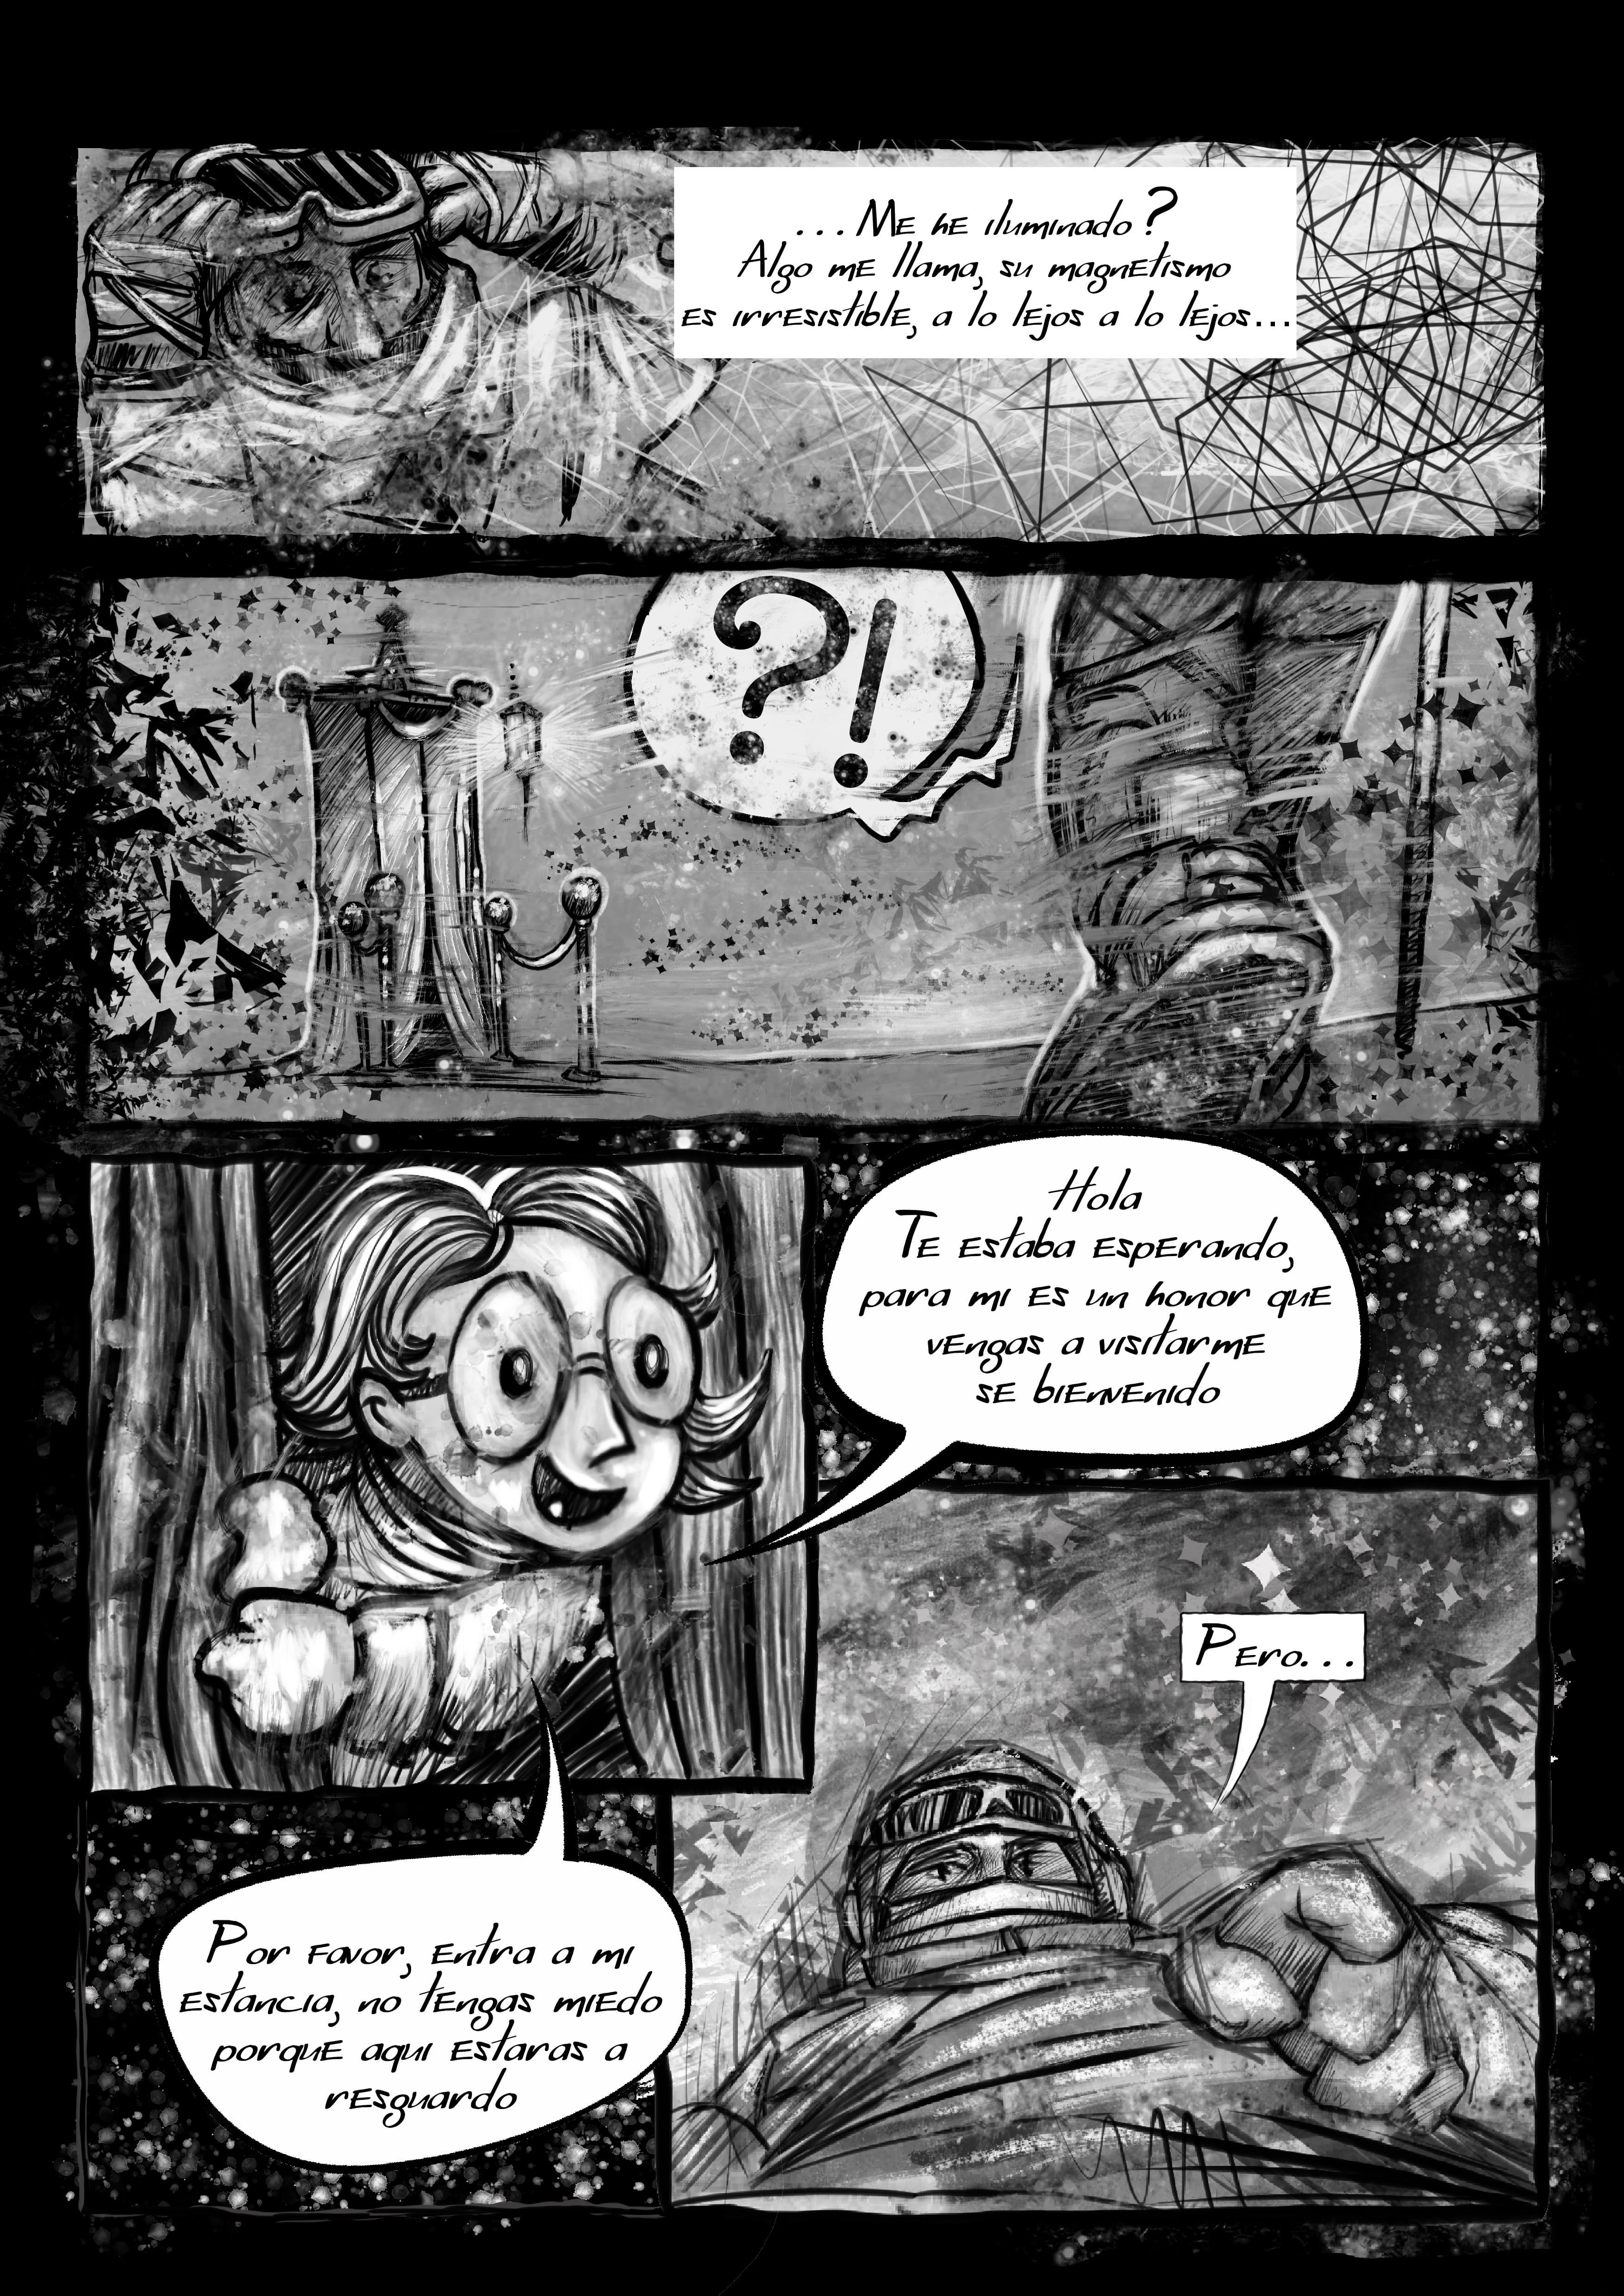 ...Me he iluminado?
Algo me llama, su magnetismo
es irresistible, a lo lejos a lo lejos...
?!
Hola
Te estaba esperando,
para mi es un honor que
vengas a visitarme
se bienvenido
Pero...
Por favor, entra a mi
estancia, no tengas miedo
porque aqui estaras a
resguardo